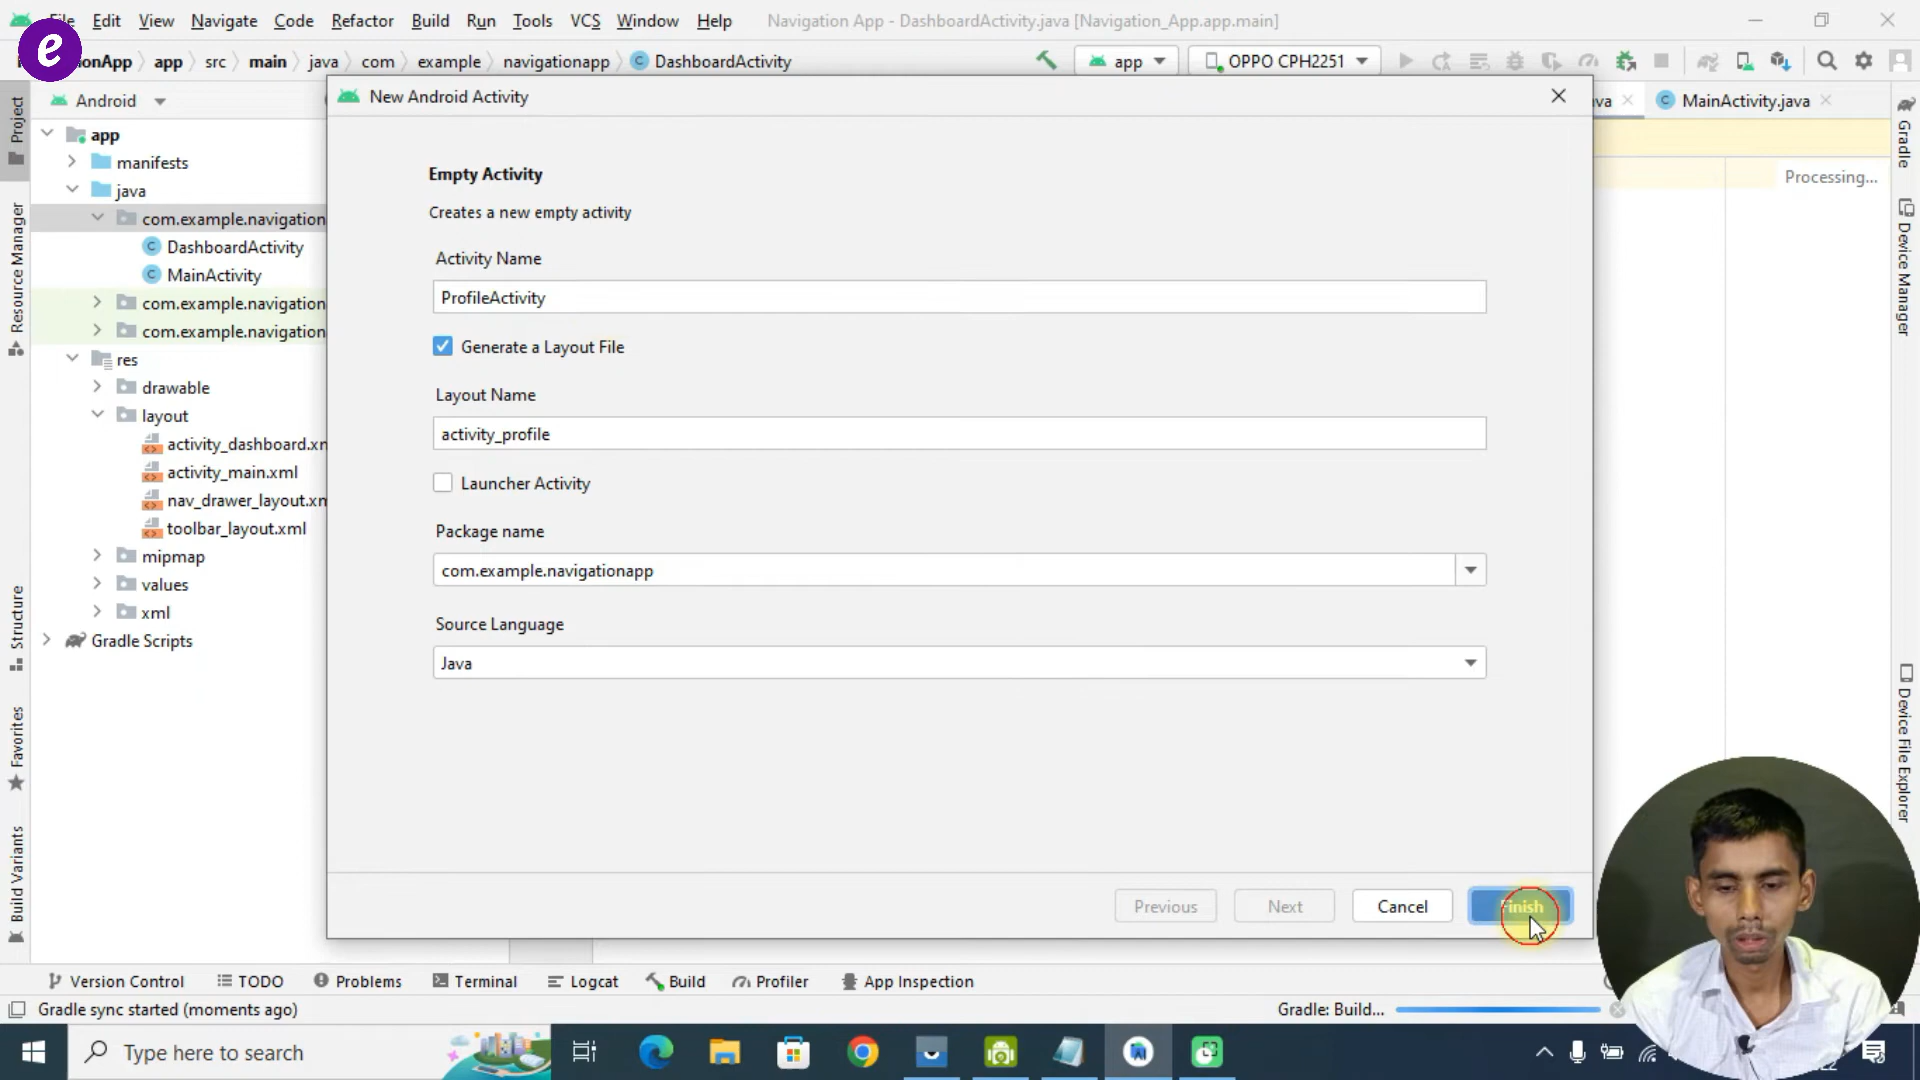 File Edit View Navigate Code Refactor Build Run Tools VCS Window Help Navigation App - DashboardActivity.java [Navigation_App.app.main]
e
onApp app src main java com example navigationapp DashboardActivity app OPPO CPH2251
Android
New Android Activity
MainActivity.java
app
manifests
java
com.example.navigation
DashboardActivity
MainActivity
com.example.navigation
com.example.navigation
res
drawable
layout
activity_dashboard.xm
activity_main.xml
nav_drawer_layout.xm
toolbar_layout.xml
mipmap
values
xml
Gradle Scripts
Project
Resource Manager
Structure
Favorites
Build Variants
Empty Activity
Creates a new empty activity
Activity Name
ProfileActivity
Generate a Layout File
Layout Name
activity_profile
Launcher Activity
Package name
com.example.navigationapp
Source Language
Java
Previous Next Cancel Finish
Processing...
Gradle
Device Manager
Device File Explorer
Version Control TODO Problems Terminal Logcat Build Profiler App Inspection
Gradle sync started (moments ago) Gradle: Build...
Type here to search